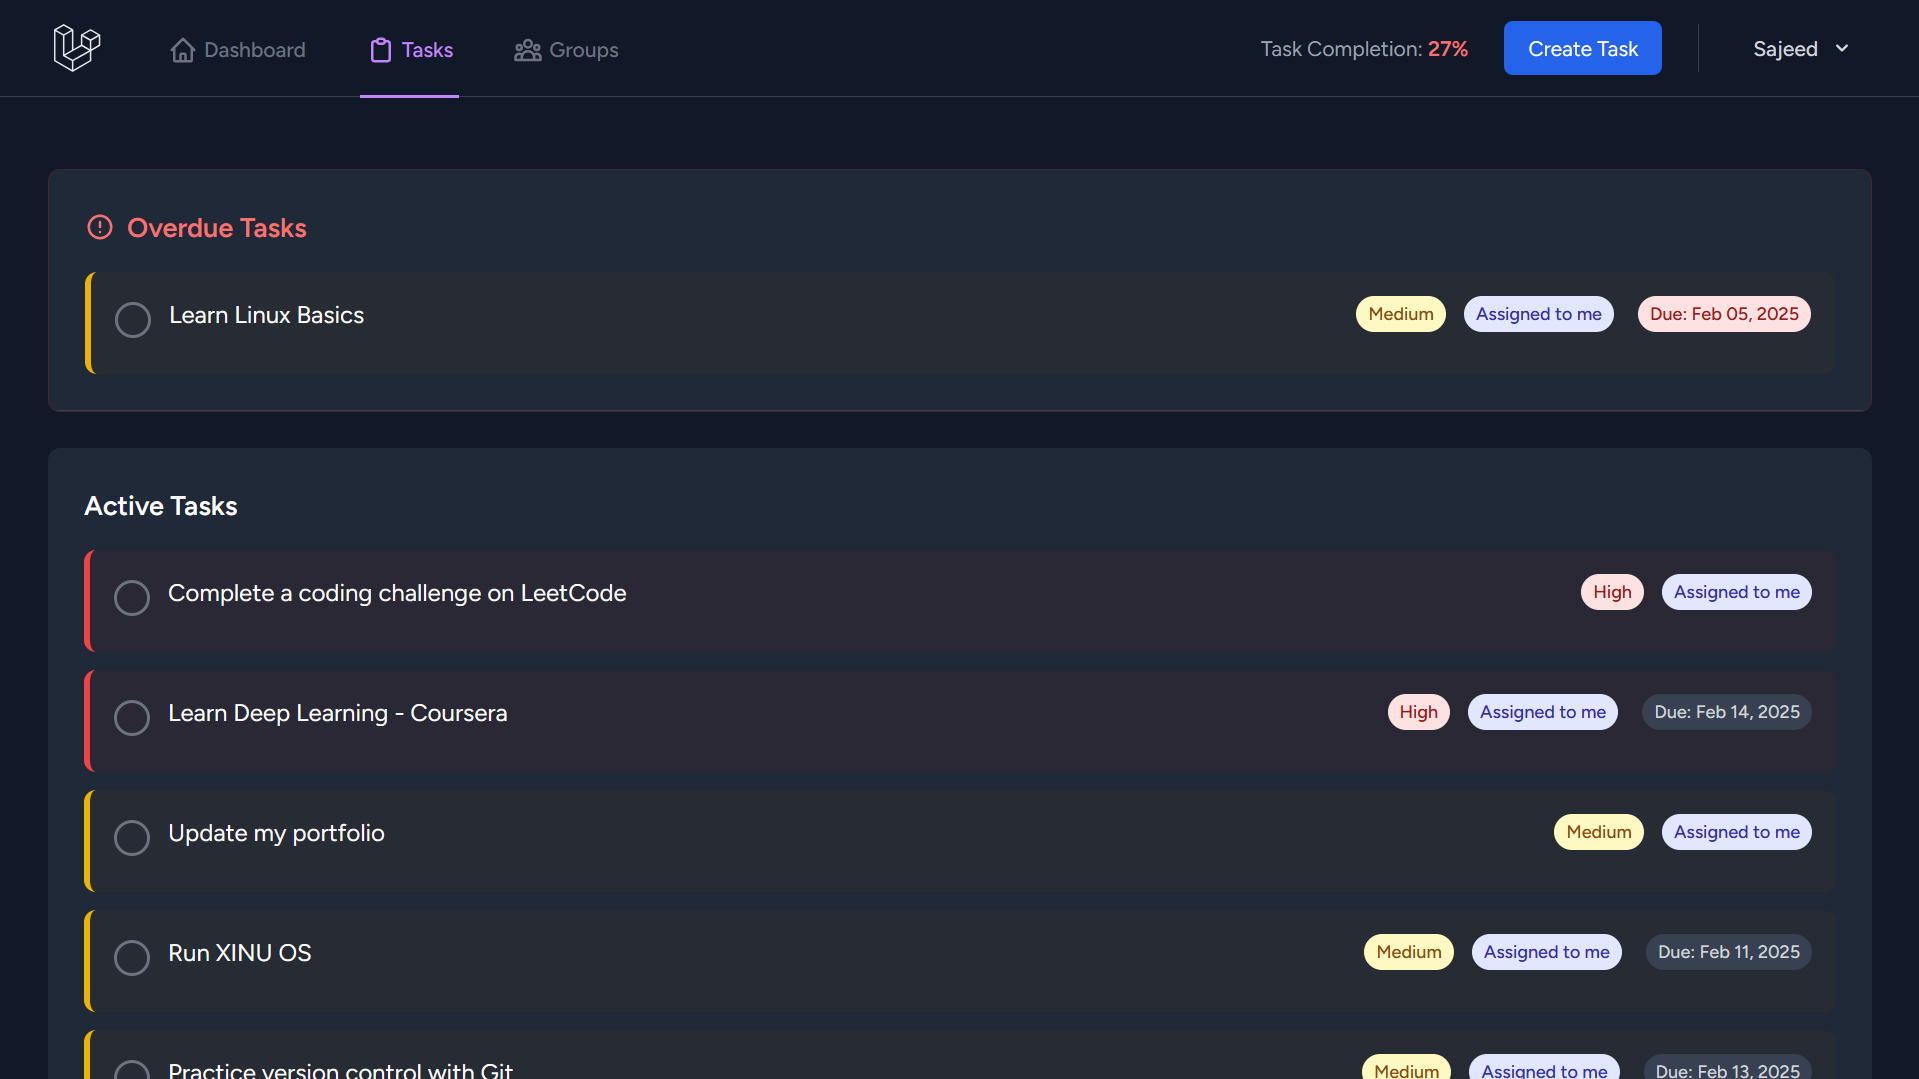 Dashboard Tasks Groups Task Completion: 27% Create Task Sajeed
Overdue Tasks
Learn Linux Basics Medium Assigned to me Due: Feb 05, 2025
Active Tasks
Complete a coding challenge on LeetCode High Assigned to me
Learn Deep Learning - Coursera High Assigned to me Due: Feb 14, 2025
Update my portfolio Medium Assigned to me
Run XINU OS Medium Assigned to me Due: Feb 11, 2025
Practice version control with Git Medium Assigned to me Due: Feb 13, 2025